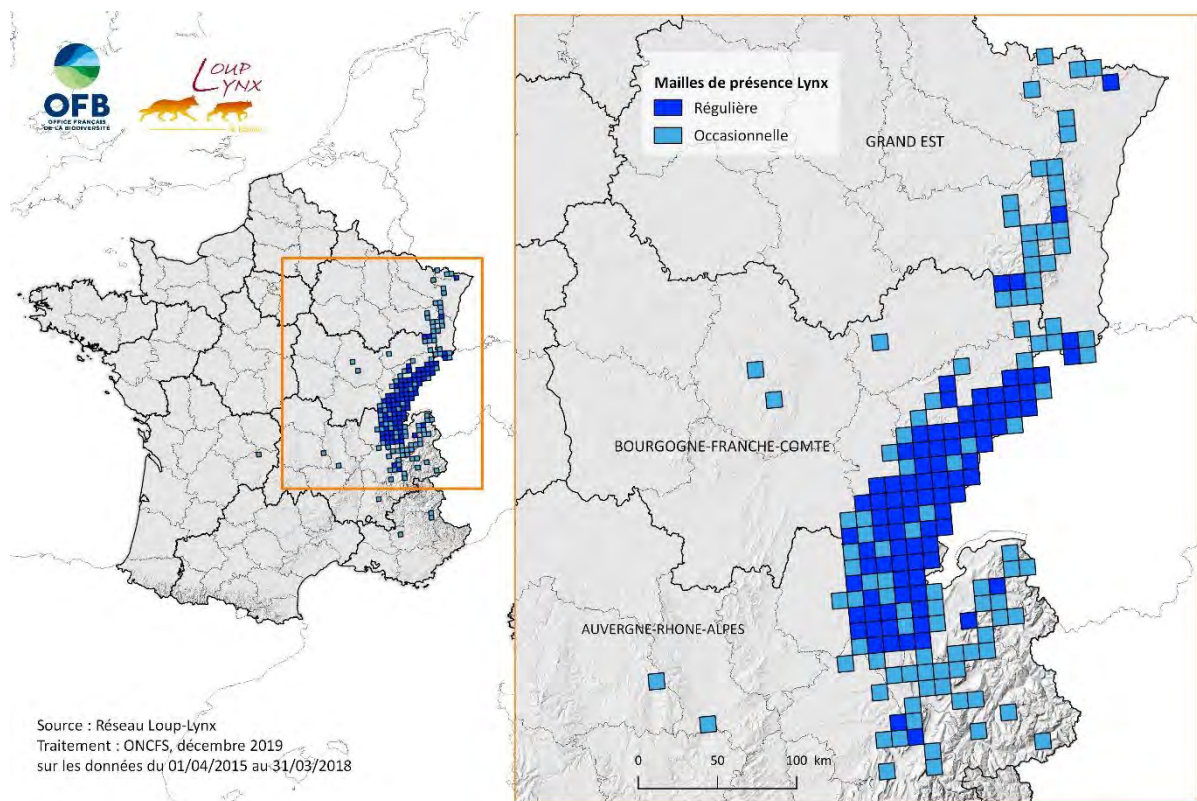 OFB
OFFICE FRANÇAIS
DE LA BIODIVERSITÉ
LOUP
LYNX
Mailles de présence Lynx
Régulière
Occasionnelle
GRAND EST
BOURGOGNE-FRANCHE-COMTE
AUVERGNE-RHONE-ALPES
0 50 100 km
Source : Réseau Loup-Lynx
Traitement : ONCFS, décembre 2019
sur les données du 01/04/2015 au 31/03/2018